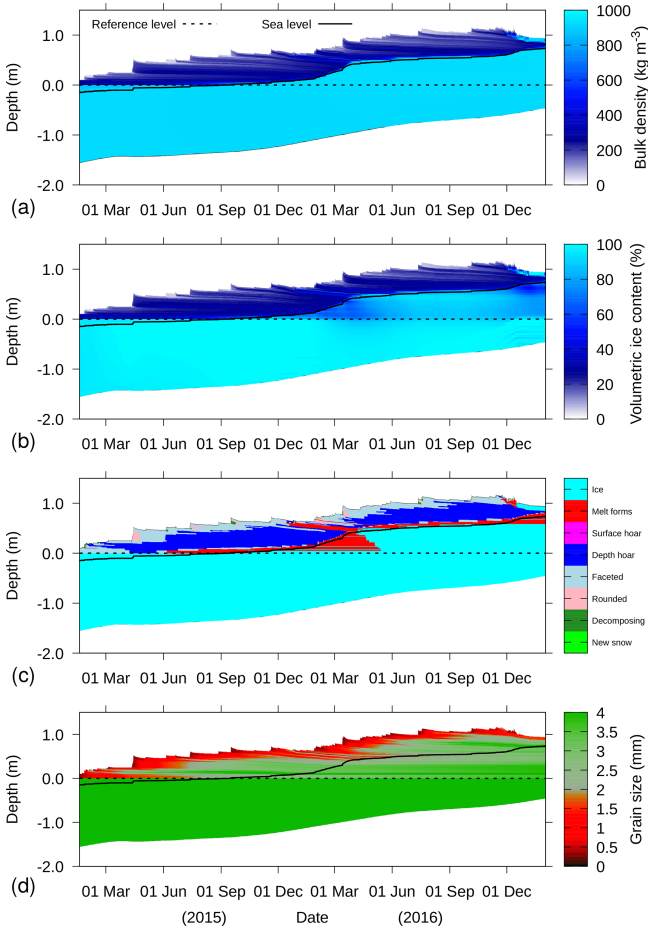 Reference level Sea level
1.0
0.0
-1.0
-2.0
Depth (m)
1000
800
600
400
200
0
Bulk density (kg m⁻³)
(a)
01 Mar 01 Jun 01 Sep 01 Dec 01 Mar 01 Jun 01 Sep 01 Dec
1.0
0.0
-1.0
-2.0
Depth (m)
100
80
60
40
20
0
Volumetric ice content (%)
(b)
01 Mar 01 Jun 01 Sep 01 Dec 01 Mar 01 Jun 01 Sep 01 Dec
1.0
0.0
-1.0
-2.0
Depth (m)
Ice
Melt forms
Surface hoar
Depth hoar
Faceted
Rounded
Decomposing
New snow
(c)
01 Mar 01 Jun 01 Sep 01 Dec 01 Mar 01 Jun 01 Sep 01 Dec
1.0
0.0
-1.0
-2.0
Depth (m)
4
3.5
3
2.5
2
1.5
1
0.5
0
Grain size (mm)
(d)
01 Mar 01 Jun 01 Sep 01 Dec 01 Mar 01 Jun 01 Sep 01 Dec
(2015) Date (2016)